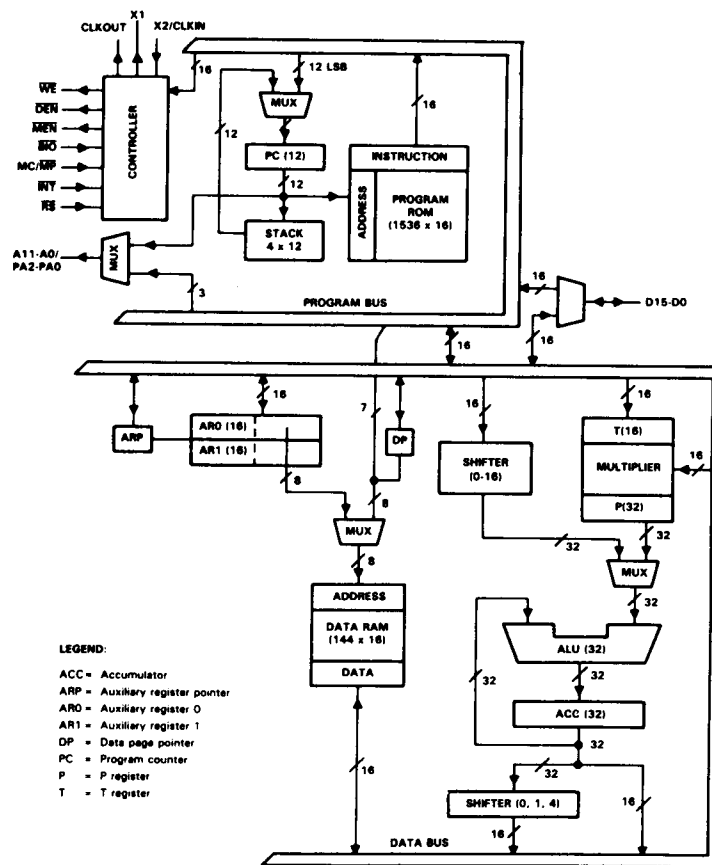 X1
CLKOUT
X2/CLKIN
16
12 LSB
WE
DEN
MEN
BIO
MC/MP
INT
RS
CONTROLLER
MUX
16
12
PC (12)
INSTRUCTION
12
ADDRESS
PROGRAM
ROM
(1536 x 16)
STACK
4 x 12
A11-A0/
PA2-PA0
MUX
3
PROGRAM BUS
16
D15-D0
16
16
16
7
16
16
ARP
AR0 (16)
AR1 (16)
DP
SHIFTER
(0-16)
T(16)
MULTIPLIER
P(32)
16
8
8
MUX
32
32
8
MUX
32
ADDRESS
DATA RAM
(144 x 16)
DATA
ALU (32)
32
32
ACC (32)
32
32
16
SHIFTER (0, 1, 4)
16
16
DATA BUS
LEGEND:
ACC = Accumulator
ARP = Auxiliary register pointer
AR0 = Auxiliary register 0
AR1 = Auxiliary register 1
DP = Data page pointer
PC = Program counter
P = P register
T = T register